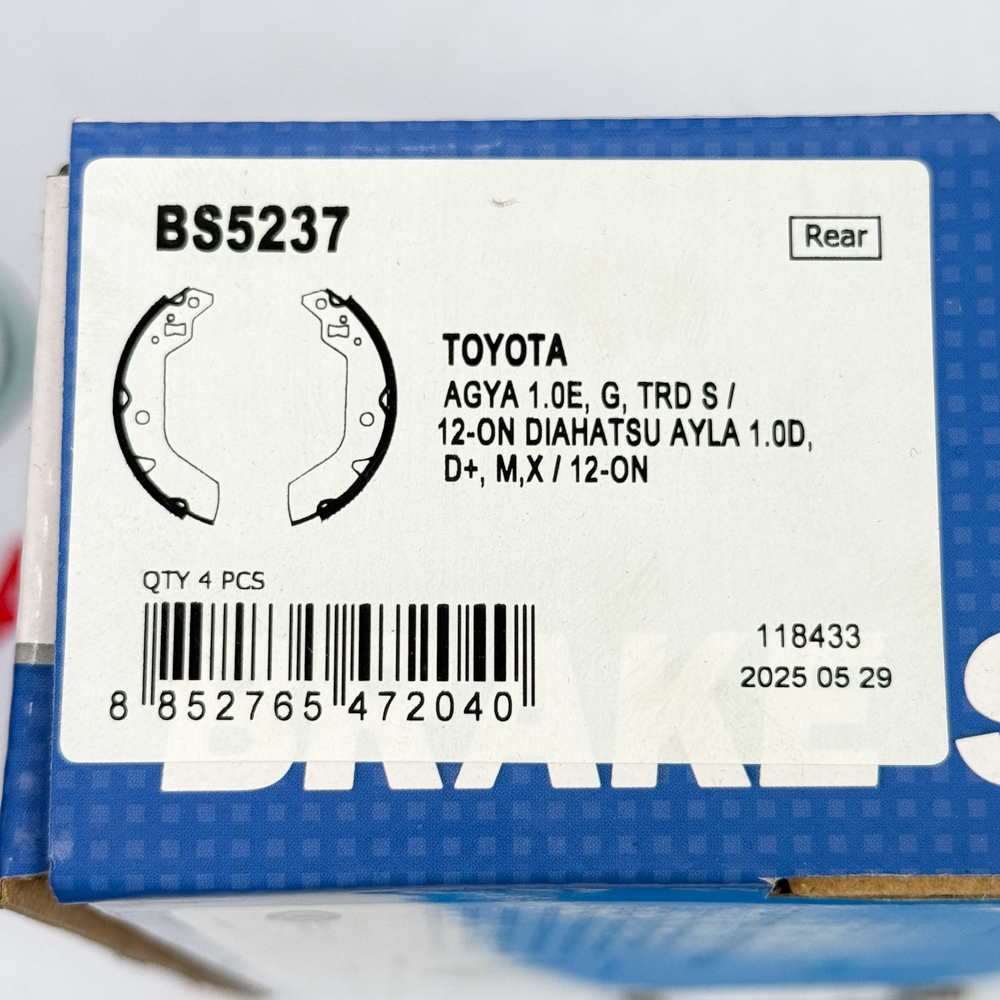 BS5237
Rear
TOYOTA
AGYA 1.0E, G, TRD S /
12-ON DIAHATSU AYLA 1.0D,
D+, M,X / 12-ON
QTY 4 PCS
8 852765 472040
118433
2025 05 29
BRAKE S